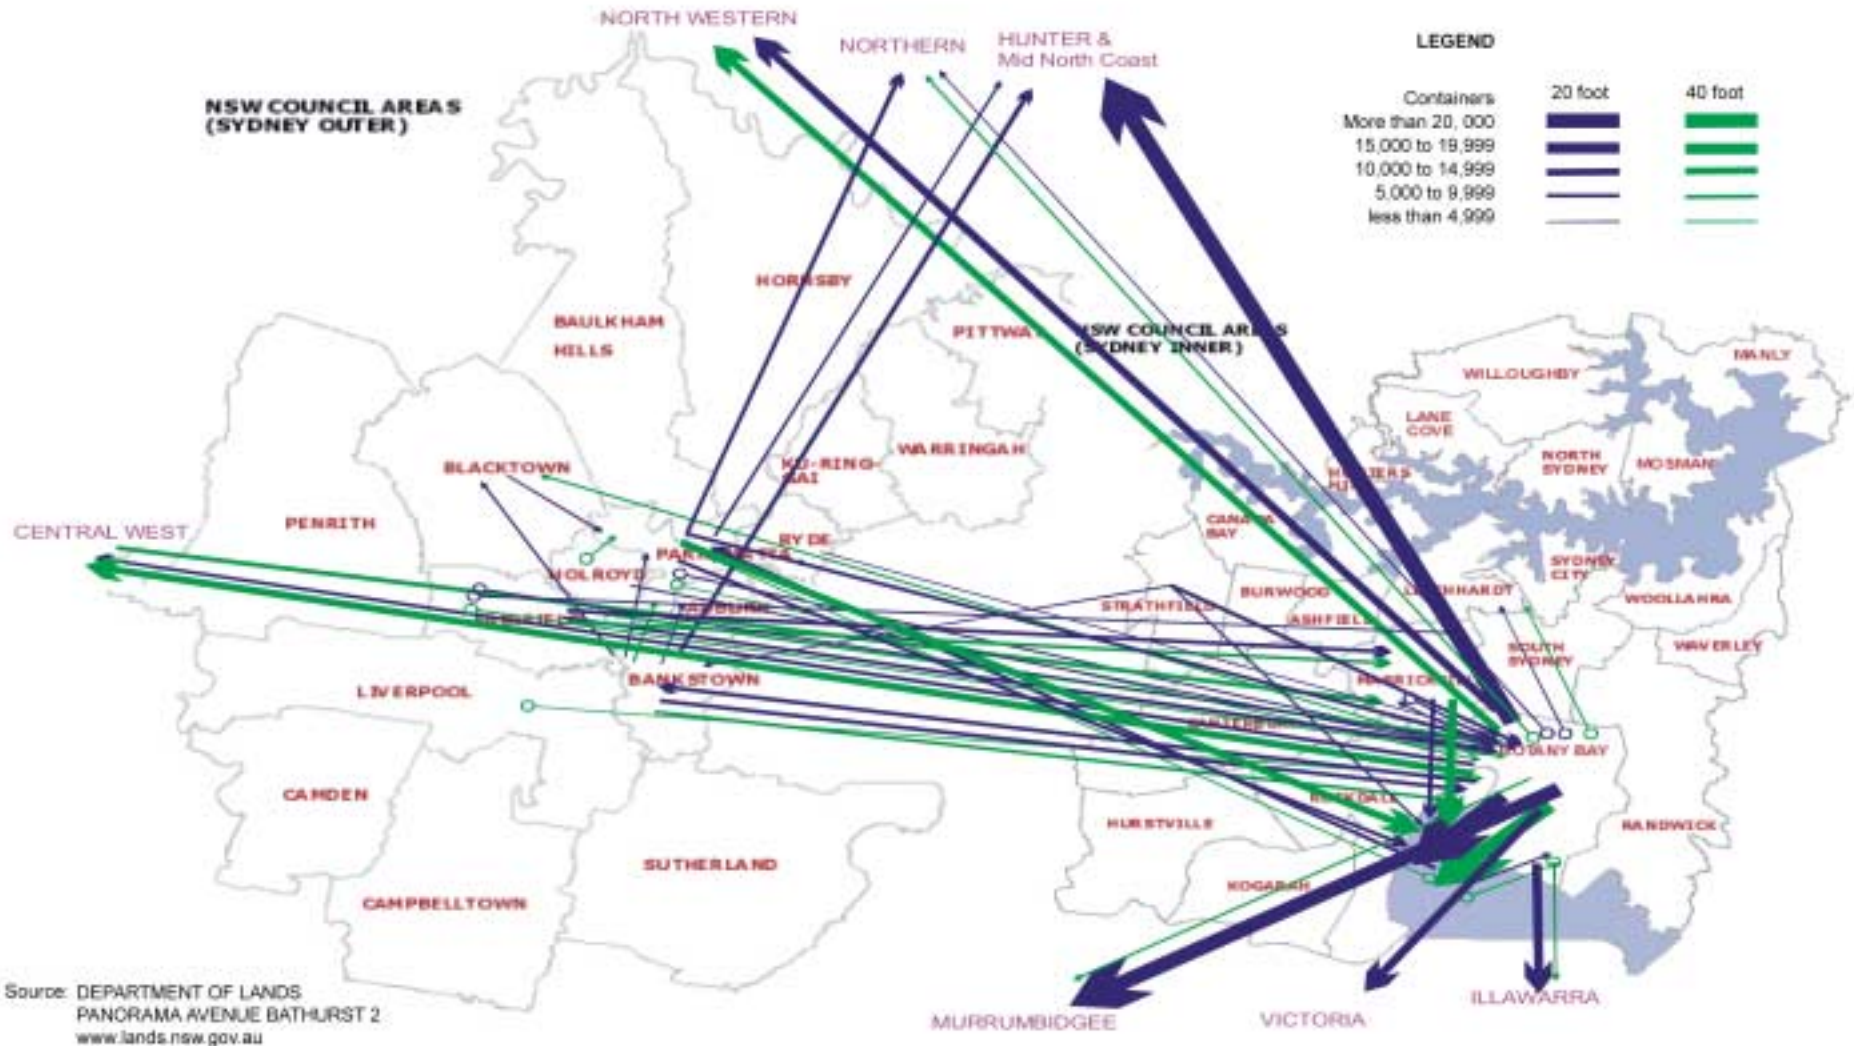 NORTH WESTERN
NORTHERN
HUNTER &
Mid North Coast
LEGEND
Containers
20 foot
40 foot
More than 20, 000
15,000 to 19,999
10,000 to 14,999
5,000 to 9,999
less than 4,999
NSW COUNCIL AREAS
(SYDNEY OUTER)
HORNSBY
BAULKHAM
HILLS
NSW COUNCIL AREAS
(SYDNEY INNER)
MANLY
WILLOUGHBY
LANE
COVE
WARRINGAH
KU-RING-
GAI
NORTH
SYDNEY
MOSMAN
BLACKTOWN
PENRITH
CENTRAL WEST
RYDE
BAY
HOLROYD
SYDNEY
CITY
STRATHFIELD
BURWOOD
ASHFIELD
WOOLLAHRA
SOUTH
SYDNEY
WAVERLEY
LIVERPOOL
BANKSTOWN
BOTANY BAY
CAMDEN
HURSTVILLE
ROCKDALE
RANDWICK
SUTHERLAND
KOGARAH
CAMPBELLTOWN
ILLAWARRA
MURRUMBIDGEE
VICTORIA
Source: DEPARTMENT OF LANDS
PANORAMA AVENUE BATHURST 2
www.lands.nsw.gov.au